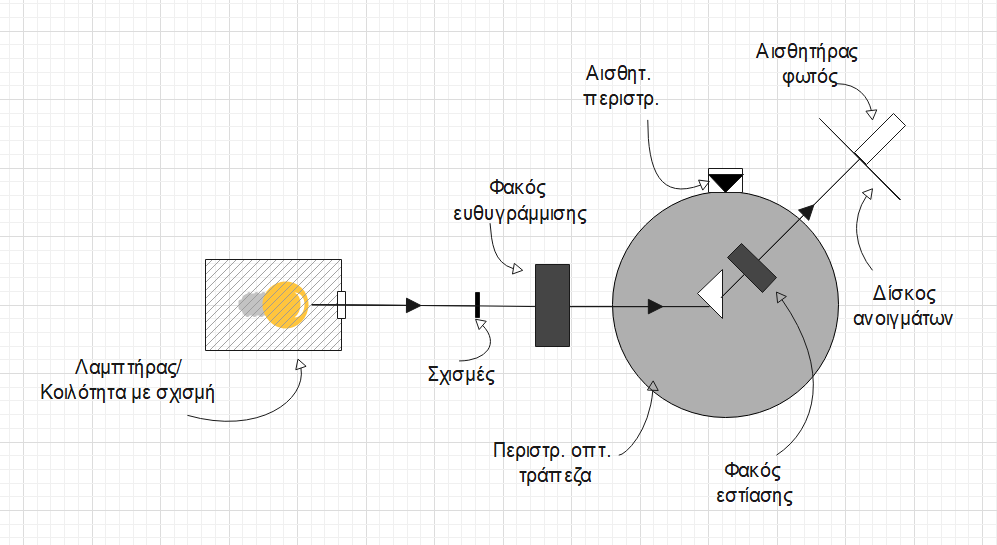 Αισθητήρας
φωτός
Αισθητ.
περιστρ.
Φακός
ευθυγράμμισης
Δίσκος
ανοιγμάτων
Λαμπτήρας/
Κοιλότητα με σχισμή
Σχισμές
Περιστρ. οπτ.
τράπεζα
Φακός
εστίασης